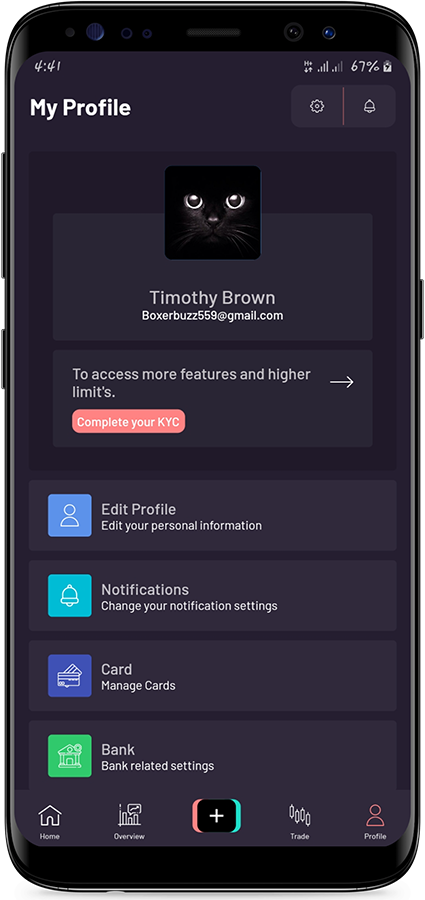 4:41
H+
67%
My Profile
Timothy Brown
Boxerbuzz559@gmail.com
To access more features and higher
limit's.
Complete your KYC
Edit Profile
Edit your personal information
Notifications
Change your notification settings
Card
Manage Cards
Bank
Bank related settings
Home
Overview
Trade
Profile